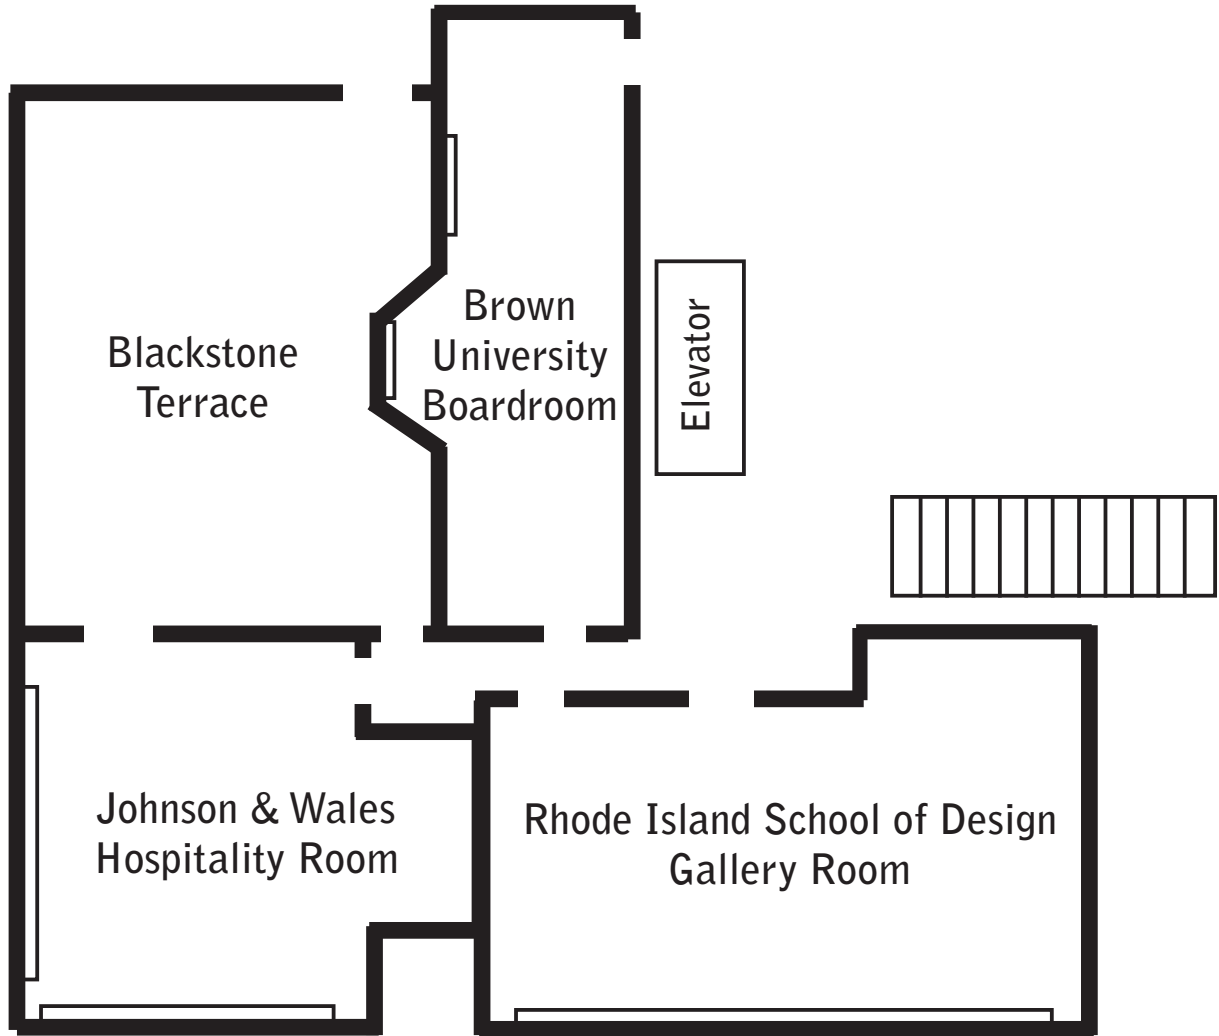 Blackstone
Terrace
Brown
University
Boardroom
Elevator
Johnson & Wales
Hospitality Room
Rhode Island School of Design
Gallery Room